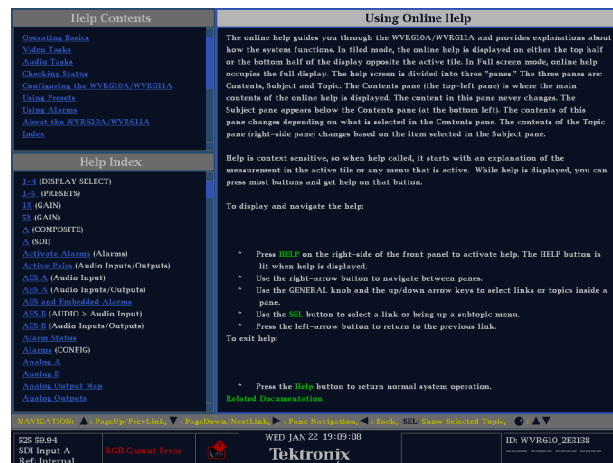 Help Contents
Operating Basics
Video Tasks
Audio Tasks
Checking Status
Configuring the WVRG10A/WVRG11A
Using Presets
Using Alarms
About the WVRG10A/WVRG11A
Index
Help Index
1-4 (DISPLAY SELECT)
1-5 (PRESETS)
1X (GAIN)
5X (GAIN)
A (COMPOSITE)
A (SDI)
Activate Alarms (Alarms)
Active Pairs (Audio Inputs/Outputs)
AES A (Audio Input)
AES A (Audio Inputs/Outputs)
AES and Embedded Alarms
AES B (AUDIO > Audio Input)
AES B (Audio Inputs/Outputs)
Alarm Status
Alarms (CONFIG)
Analog A
Analog B
Analog Output Map
Analog Outputs
Using Online Help
The online help guides you through the WVRG10A/WVRG11A and provides explanations about
how the system functions. In tiled mode, the online help is displayed on either the top half
or the bottom half of the display opposite the active tile. In Full screen mode, online help
occupies the full display. The help screen is divided into three "panes." The three panes are:
Contents, Subject and Topic. The Contents pane (the top-left pane) is where the main
contents of the online help is displayed. The content in this pane never changes. The
Subject pane appears below the Contents pane (at the bottom left). The contents of this
pane changes depending on what is selected in the Contents pane. The contents of the Topic
pane (right-side pane) changes based on the item selected in the Subject pane.
Help is context sensitive, so when help called, it starts with an explanation of the
measurement in the active tile or any menu that is active. While help is displayed, you can
press most buttons and get help on that button.
To display and navigate the help:
* Press HELP on the right-side of the front panel to activate help. The HELP button is
lit when help is displayed.
* Use the right-arrow button to navigate between panes.
* Use the GENERAL knob and the up/down arrow keys to select links or topics inside a
pane.
* Use the SEL button to select a link or bring up a subtopic menu.
* Press the left-arrow button to return to the previous link.
To exit help:
* Press the Help button to return normal system operation.
Related Documentation
NAVIGATION: ▲: PageUp/PrevLink, ▼: PageDown/NextLink, ▶: Pane Navigation, ◀: Back, SEL: Show Selected Topic, ●: ▲▼
525 59.94
SDI Input A
Ref: Internal
RGB Gamut Error
WED JAN 22 19:09:08
Tektronix
ID: WVRG10_2E3138
---- ---- ---- ----